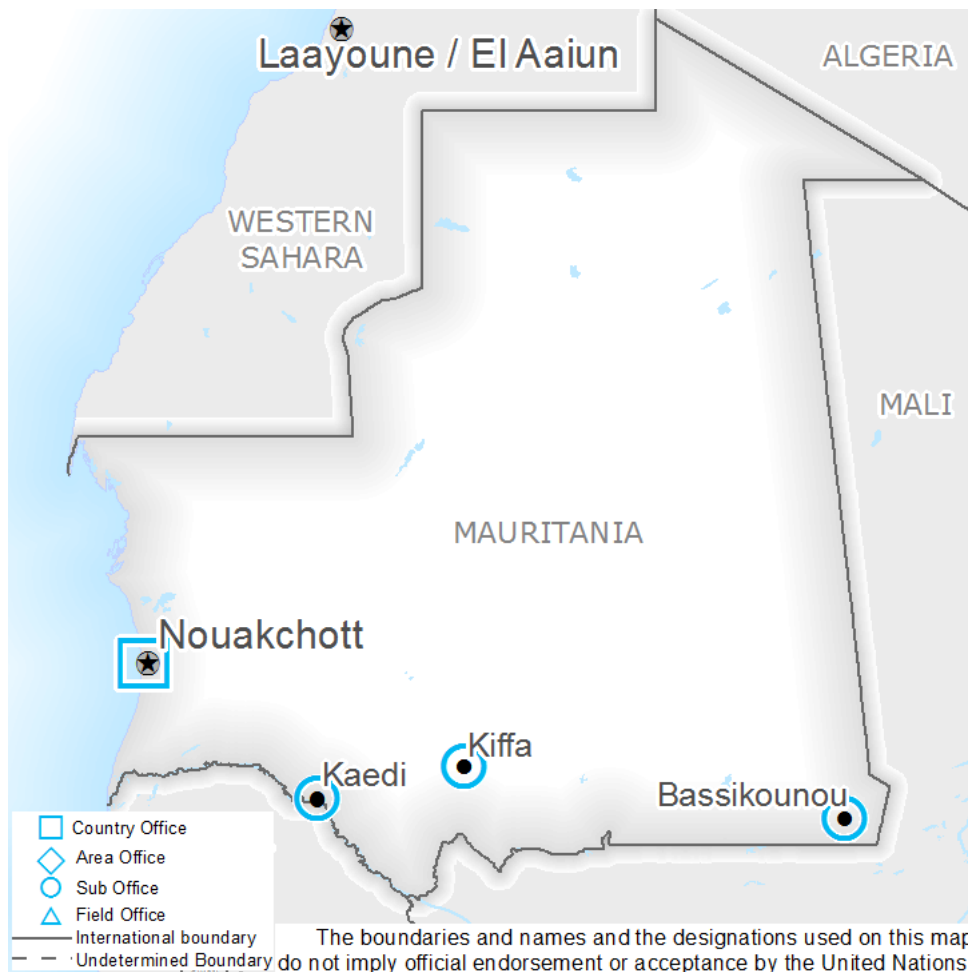 Laayoune / El Aaiun
ALGERIA
WESTERN
SAHARA
MALI
MAURITANIA
Nouakchott
Kiffa
Kaedi
Bassikounou
Country Office
Area Office
Sub Office
Field Office
International boundary
Undetermined Boundary
The boundaries and names and the designations used on this map
do not imply official endorsement or acceptance by the United Nations